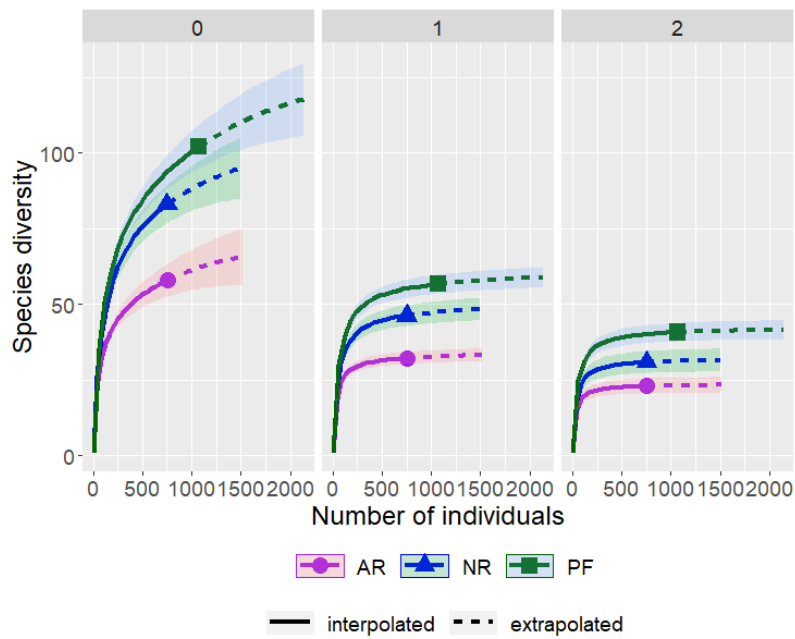 0 1 2
Species diversity
100
50
0
0 500 1000 1500 2000 0 500 1000 1500 2000 0 500 1000 1500 2000
Number of individuals
AR NR PF
interpolated extrapolated